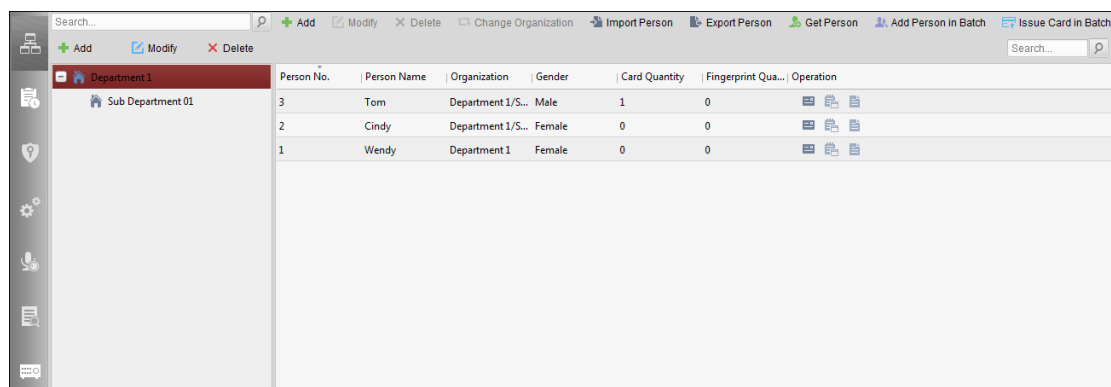 Search... Add Modify Delete Change Organization Import Person Export Person Get Person Add Person in Batch Issue Card in Batch
Add Modify Delete Search...
Department 1
Sub Department 01
Person No. Person Name Organization Gender Card Quantity Fingerprint Qua... Operation
3 Tom Department 1/S... Male 1 0
2 Cindy Department 1/S... Female 0 0
1 Wendy Department 1 Female 0 0